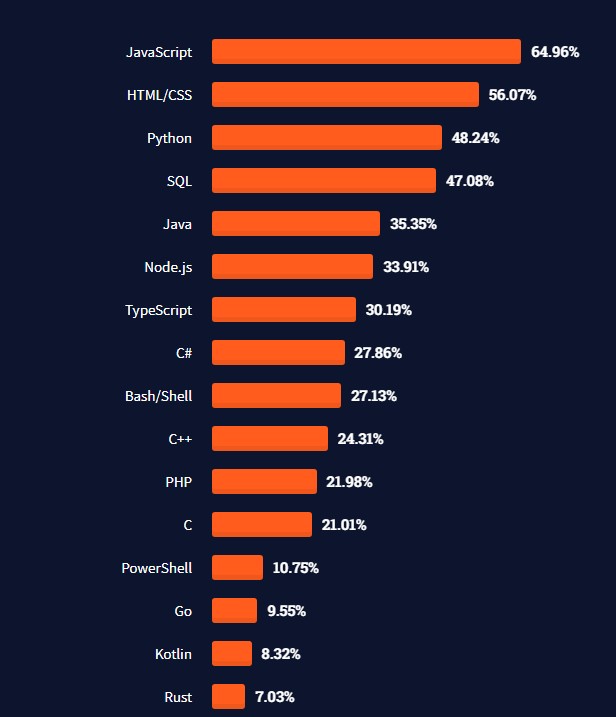 JavaScript 64.96%
HTML/CSS 56.07%
Python 48.24%
SQL 47.08%
Java 35.35%
Node.js 33.91%
TypeScript 30.19%
C# 27.86%
Bash/Shell 27.13%
C++ 24.31%
PHP 21.98%
C 21.01%
PowerShell 10.75%
Go 9.55%
Kotlin 8.32%
Rust 7.03%